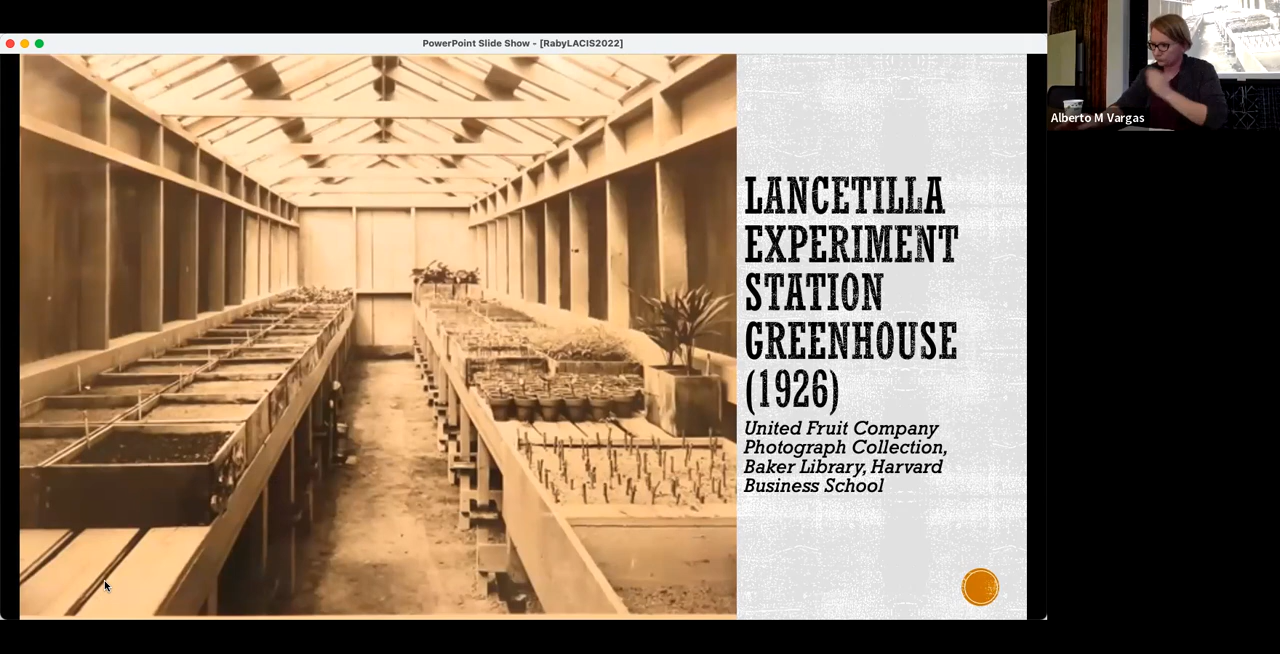 PowerPoint Slide Show - [RabyLACIS2022]
LANCETILLA
EXPERIMENT
STATION
GREENHOUSE
(1926)
United Fruit Company
Photograph Collection,
Baker Library, Harvard
Business School
Alberto M Vargas